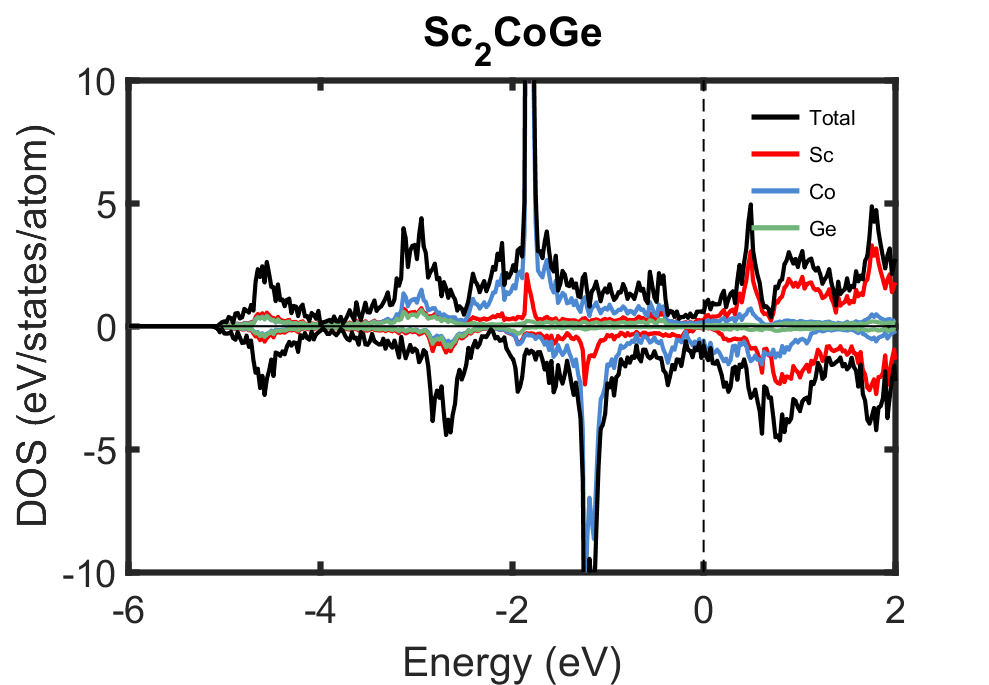 Sc2CoGe
10
5
0
-5
-10
DOS (eV/states/atom)
Total
Sc
Co
Ge
-6
-4
-2
0
2
Energy (eV)